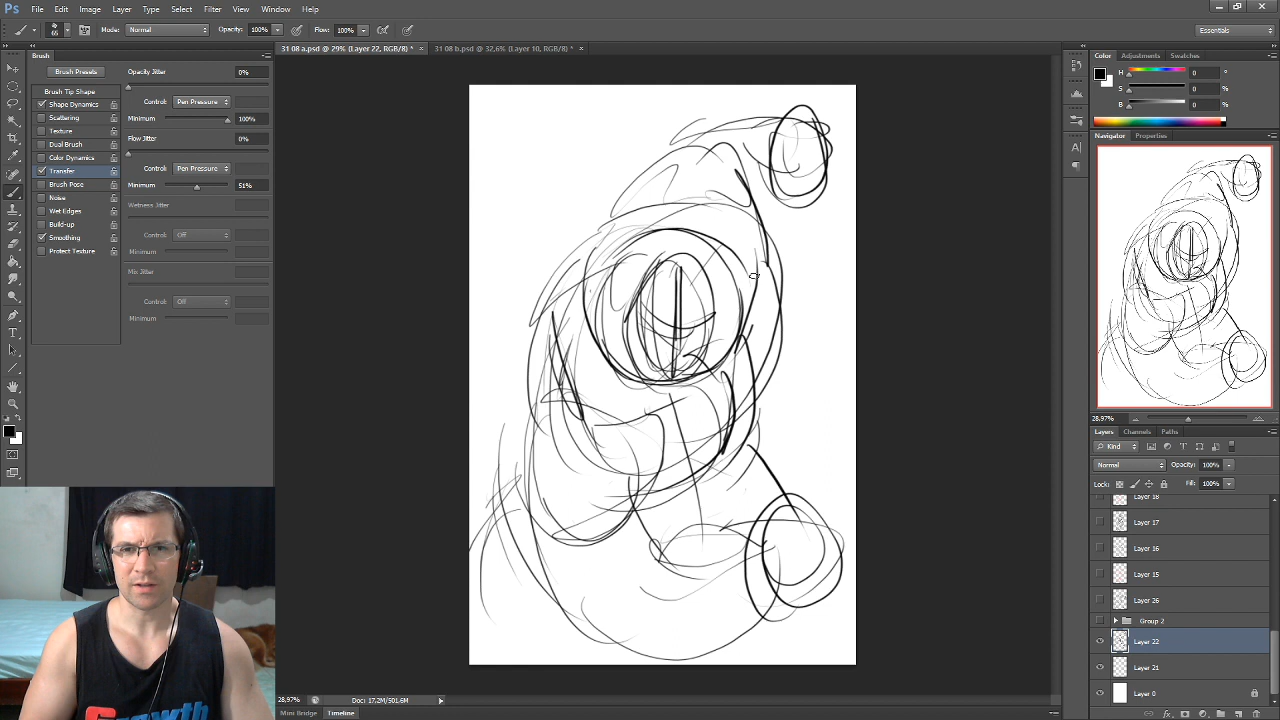 Ps File Edit Image Layer Type Select Filter View Window Help
65 Mode: Normal Opacity: 100% Flow: 100% Essentials
31 08 a.psd @ 29% (Layer 22, RGB/8) * × 31 08 b.psd @ 32,6% (Layer 10, RGB/8) * ×
Brush
Brush Presets
Brush Tip Shape
Shape Dynamics
Scattering
Texture
Dual Brush
Color Dynamics
Transfer
Brush Pose
Noise
Wet Edges
Build-up
Smoothing
Protect Texture
Opacity Jitter 0%
Control: Pen Pressure
Minimum 100%
Flow Jitter 0%
Control: Pen Pressure
Minimum 51%
Wetness Jitter
Control: Off
Minimum
Mix Jitter
Control: Off
Minimum
Color Adjustments Swatches
H 0 °
S 0 %
B 0 %
Navigator Properties
28,97%
Layers Channels Paths
Kind
Normal Opacity: 100%
Lock: Fill: 100%
Layer 18
Layer 17
Layer 16
Layer 15
Layer 26
Group 2
Layer 22
Layer 21
Layer 0
28,97% Doc: 17,2M/501,6M
Mini Bridge Timeline
Growth